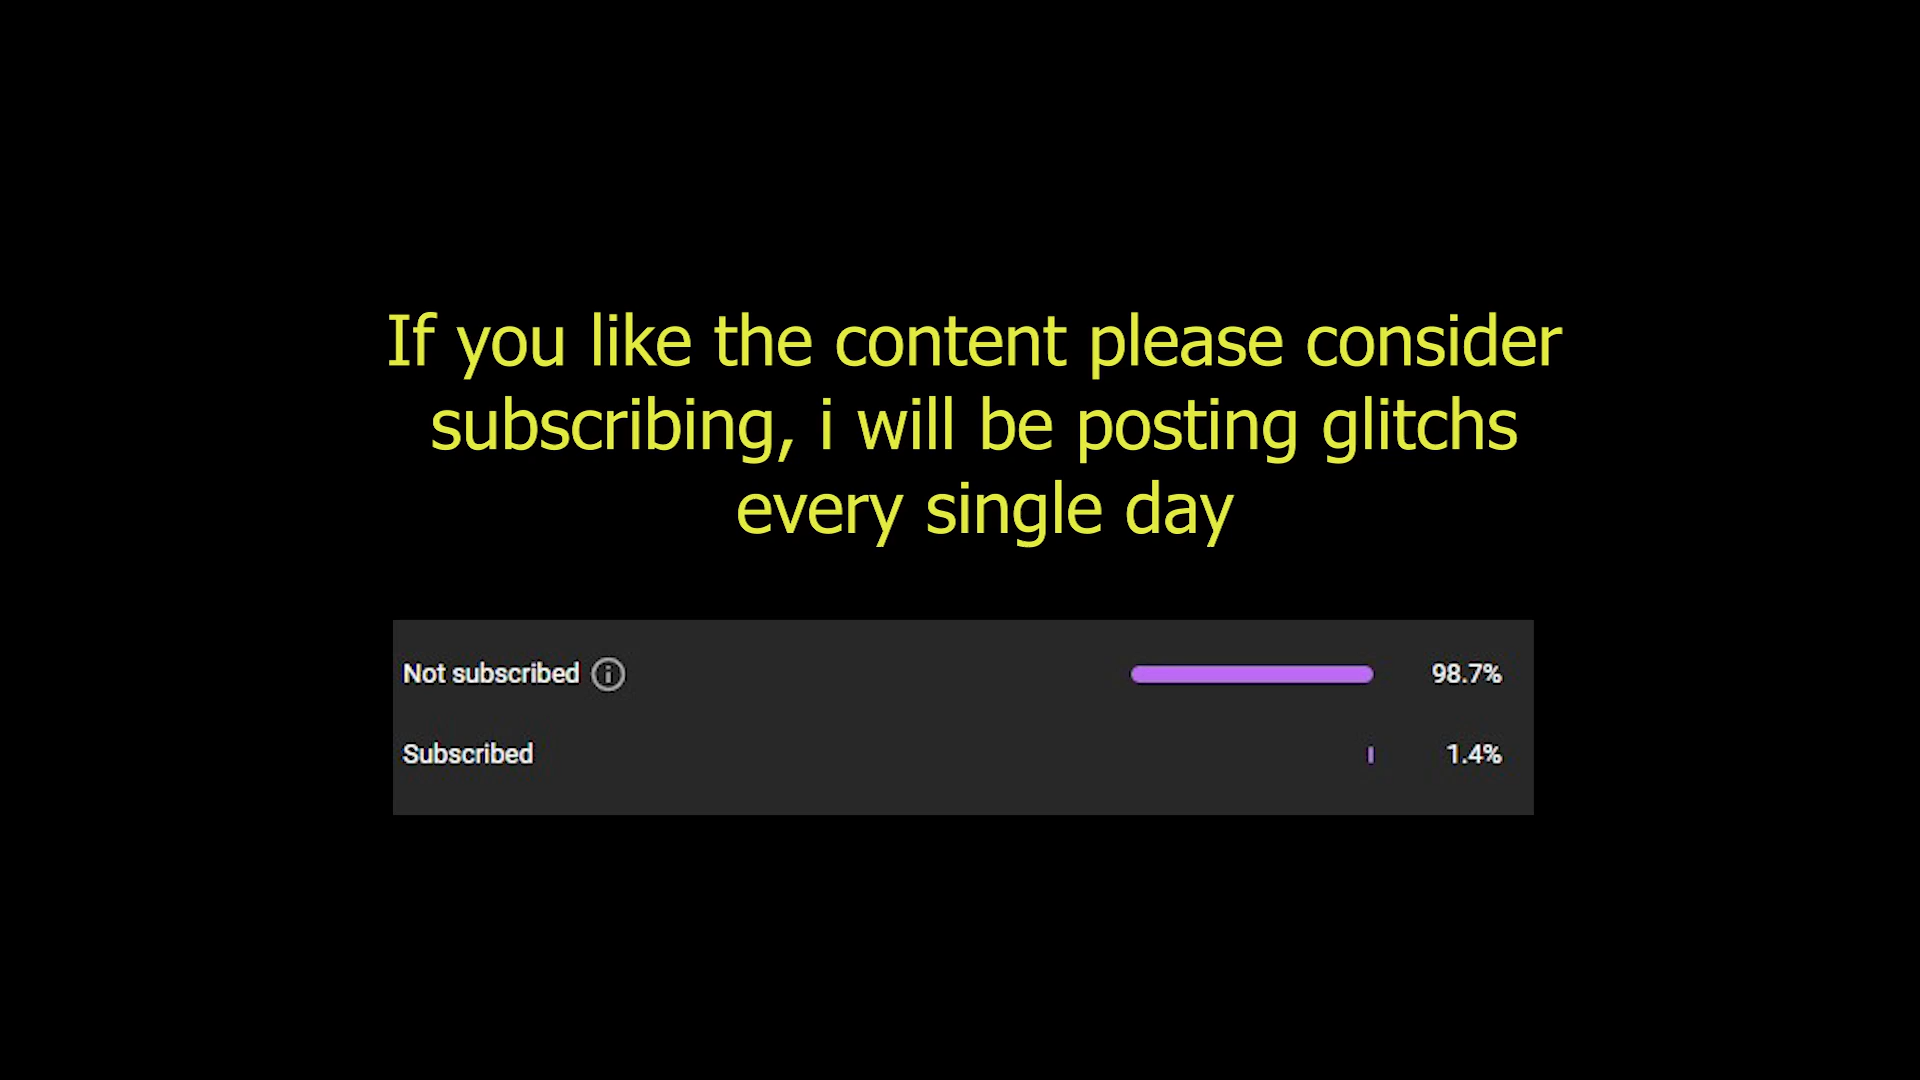 If you like the content please consider
subscribing, i will be posting glitchs
every single day
Not subscribed 98.7%
Subscribed 1.4%